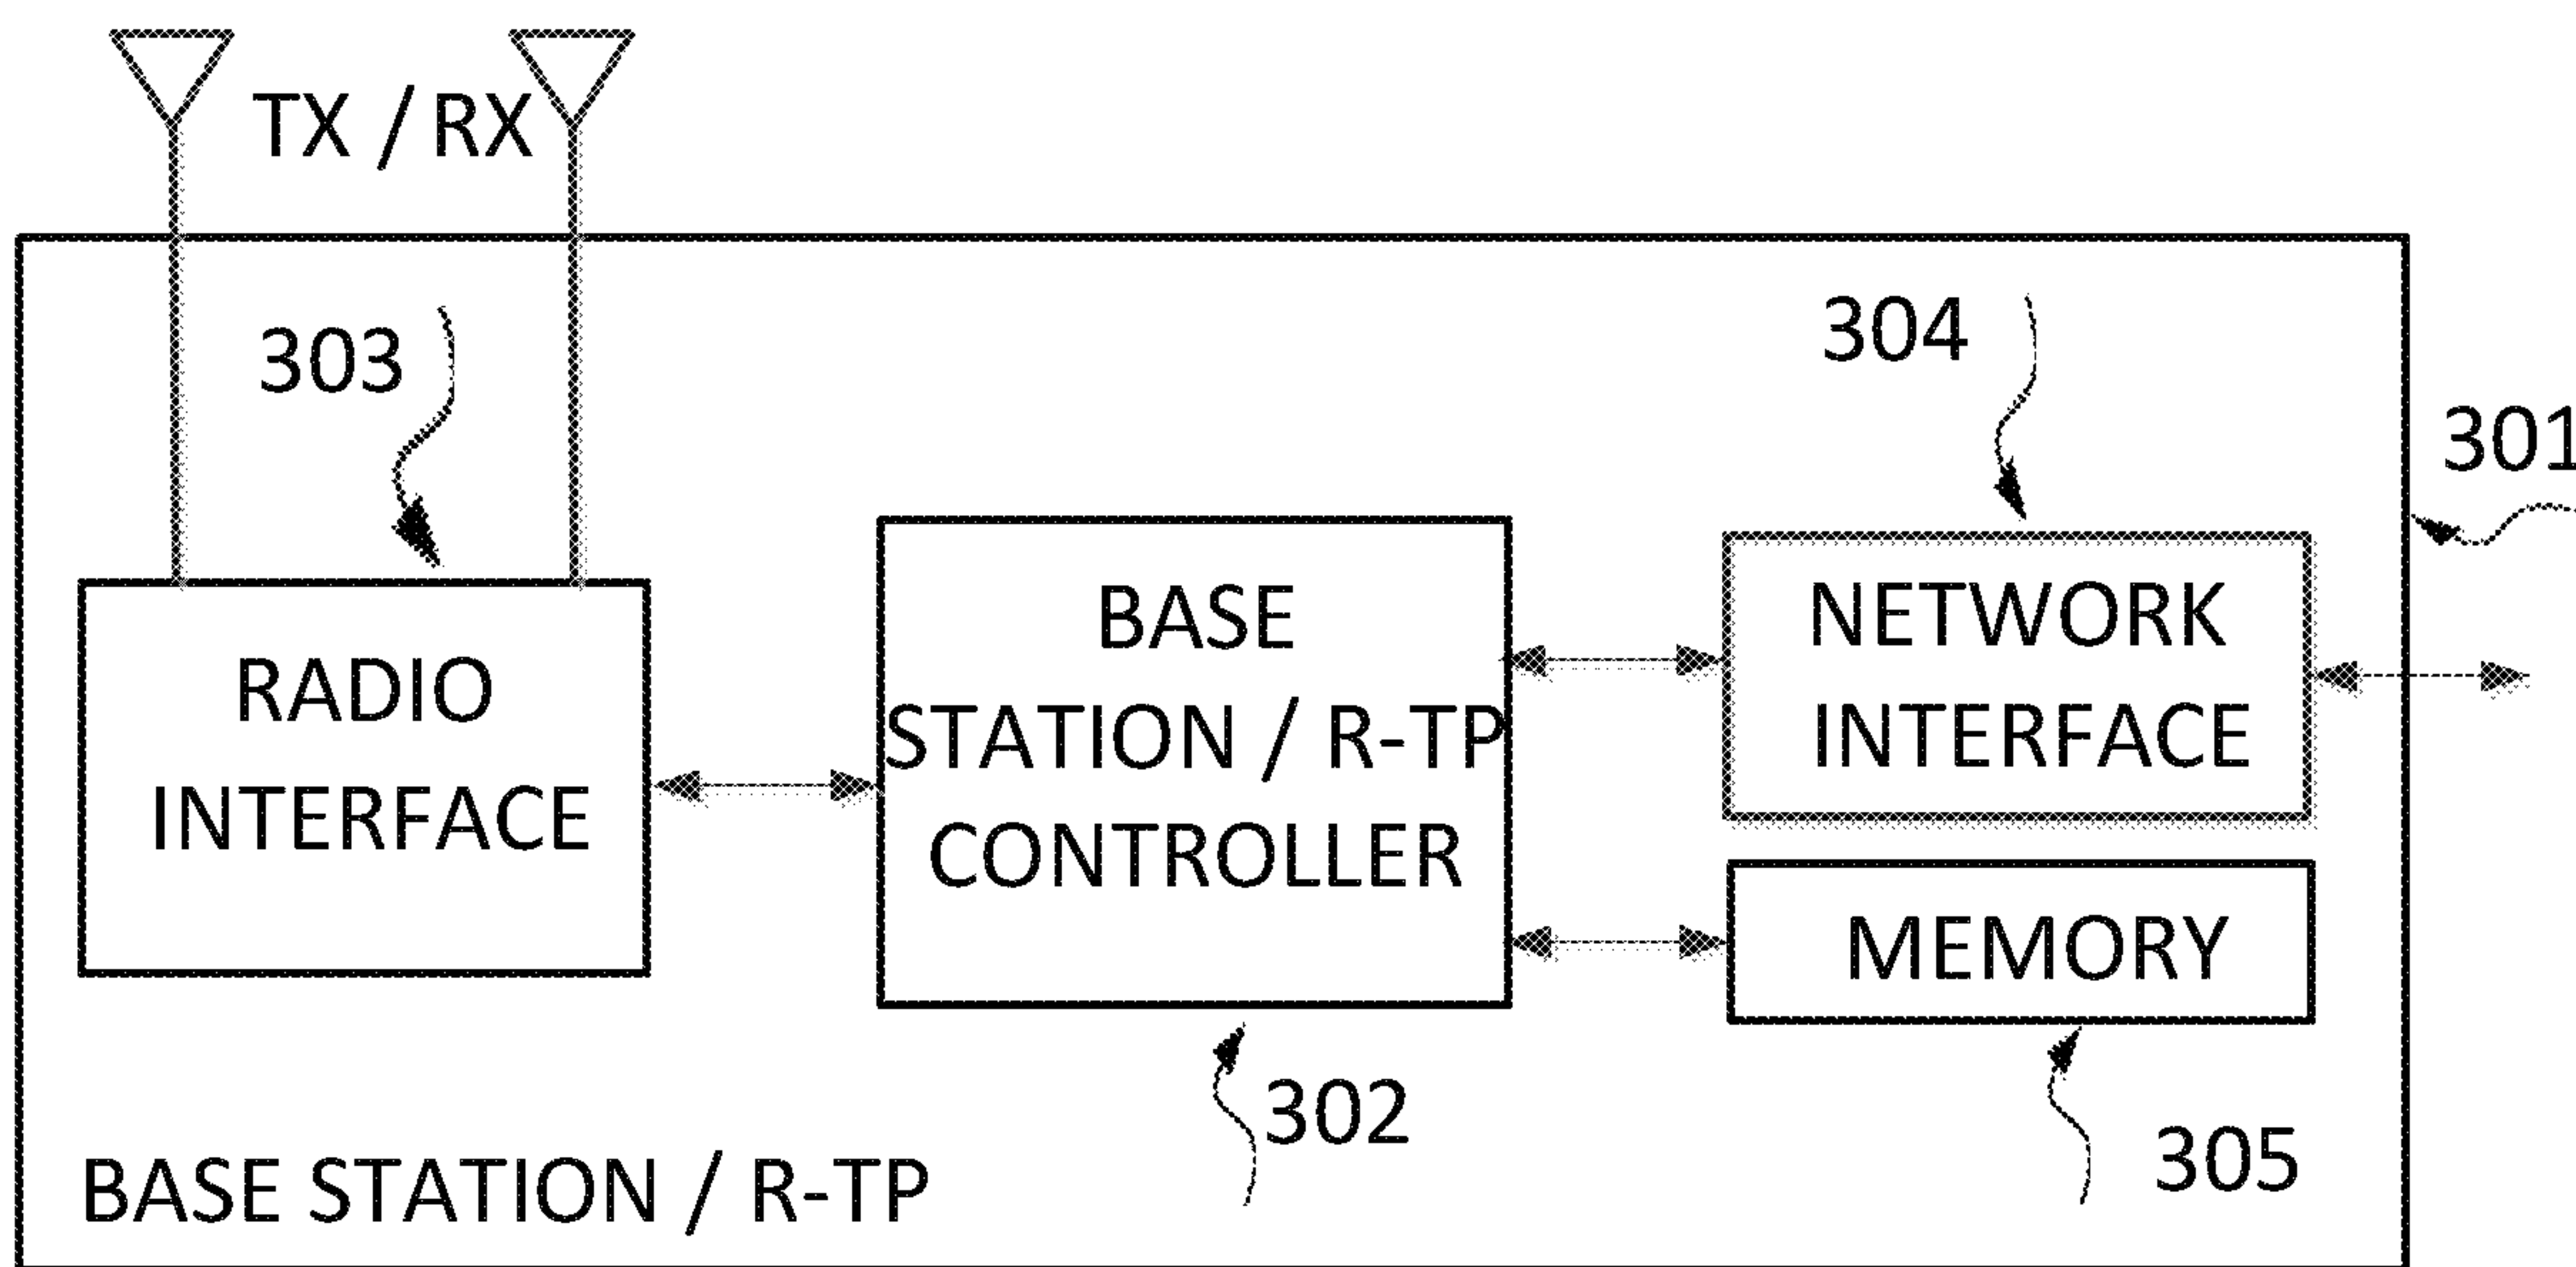 TX / RX
303
304
301
RADIO
INTERFACE
BASE
STATION / R-TP
CONTROLLER
NETWORK
INTERFACE
MEMORY
302
305
BASE STATION / R-TP